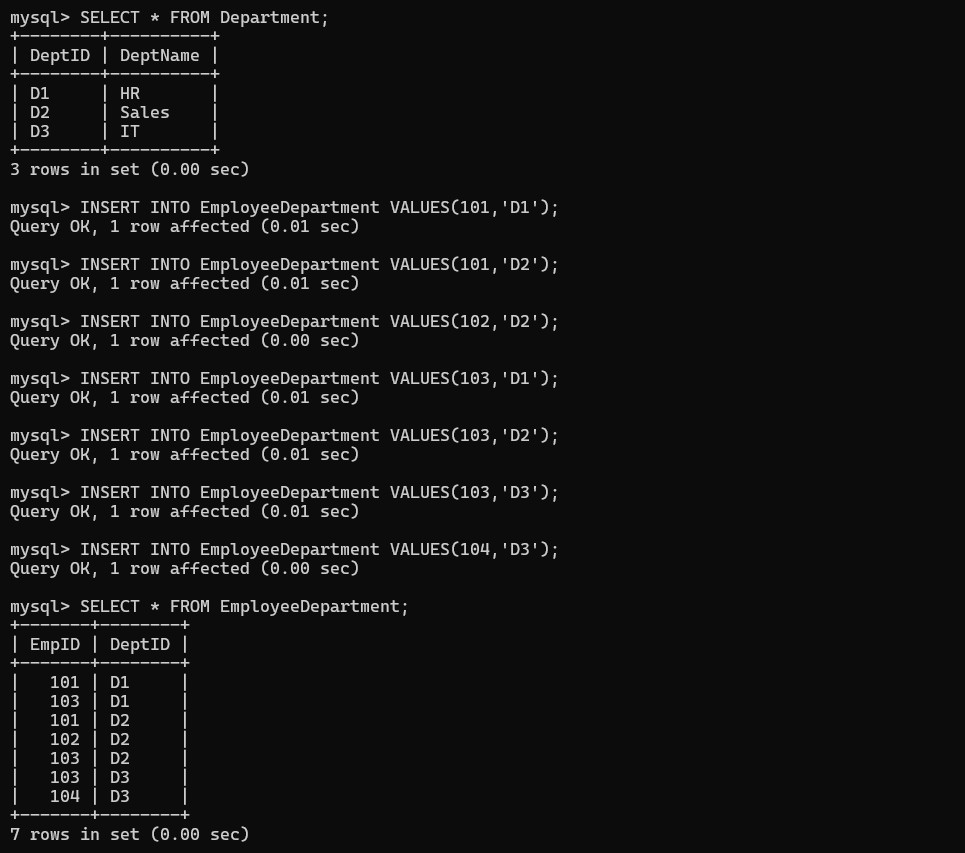 mysql> SELECT * FROM Department;
+--------+----------+
| DeptID | DeptName |
+--------+----------+
| D1     | HR       |
| D2     | Sales    |
| D3     | IT       |
+--------+----------+
3 rows in set (0.00 sec)

mysql> INSERT INTO EmployeeDepartment VALUES(101,'D1');
Query OK, 1 row affected (0.01 sec)

mysql> INSERT INTO EmployeeDepartment VALUES(101,'D2');
Query OK, 1 row affected (0.01 sec)

mysql> INSERT INTO EmployeeDepartment VALUES(102,'D2');
Query OK, 1 row affected (0.00 sec)

mysql> INSERT INTO EmployeeDepartment VALUES(103,'D1');
Query OK, 1 row affected (0.01 sec)

mysql> INSERT INTO EmployeeDepartment VALUES(103,'D2');
Query OK, 1 row affected (0.01 sec)

mysql> INSERT INTO EmployeeDepartment VALUES(103,'D3');
Query OK, 1 row affected (0.01 sec)

mysql> INSERT INTO EmployeeDepartment VALUES(104,'D3');
Query OK, 1 row affected (0.00 sec)

mysql> SELECT * FROM EmployeeDepartment;
+-------+--------+
| EmpID | DeptID |
+-------+--------+
|   101 | D1     |
|   103 | D1     |
|   101 | D2     |
|   102 | D2     |
|   103 | D2     |
|   103 | D3     |
|   104 | D3     |
+-------+--------+
7 rows in set (0.00 sec)